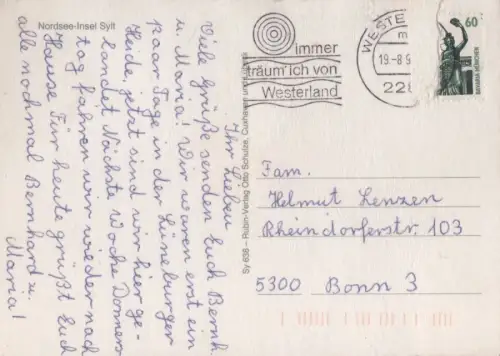 Nordsee-Insel Sylt
Ihr Lieben
Viele Grüße senden Euch Bernh
u. Maria! Wir waren erst ein
paar Tage in der Lüneburger
Heide, jetzt sind wir hier ge-
landet. Nächste Woche Donners
tag fahren wir wieder nach
Hause. Für heute grüßt Euch
alle nochmal Bernhard u.
Maria!
Sy 638 – Rubin-Verlag Otto Schulze, Cuxhaven
immer
träum' ich von
Westerland
WESTE
m
19.-8.9
228
60
BAVARIA MÜNCHEN
Fam.
Helmut Lenzen
Rheindorferstr. 103
5300 Bonn 3